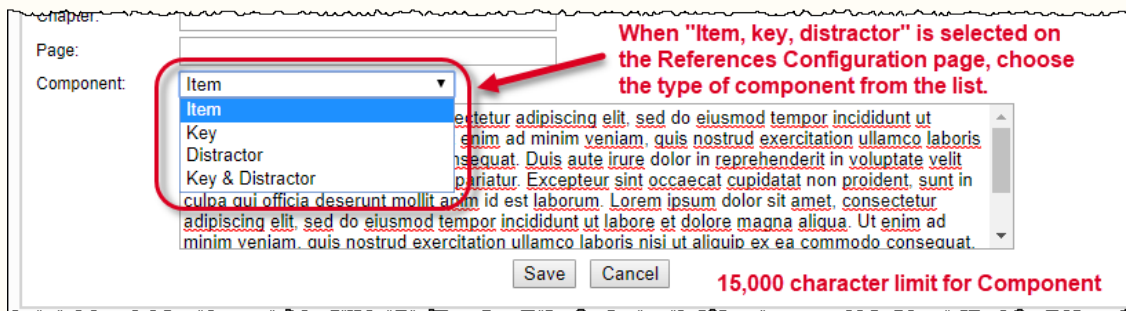 Chapter:
When "Item, key, distractor" is selected on
Page:
the References Configuration page, choose
the type of component from the list.
Component:
Item
Item
Key
Distractor
Key & Distractor
ectetur adipiscing elit, sed do eiusmod tempor incididunt ut
enim ad minim veniam, quis nostrud exercitation ullamco laboris
nsequat. Duis aute irure dolor in reprehenderit in voluptate velit
pariatur. Excepteur sint occaecat cupidatat non proident, sunt in
culpa qui officia deserunt mollit anim id est laborum. Lorem ipsum dolor sit amet, consectetur
adipiscing elit, sed do eiusmod tempor incididunt ut labore et dolore magna aliqua. Ut enim ad
minim veniam, quis nostrud exercitation ullamco laboris nisi ut aliquip ex ea commodo consequat.
Save Cancel
15,000 character limit for Component